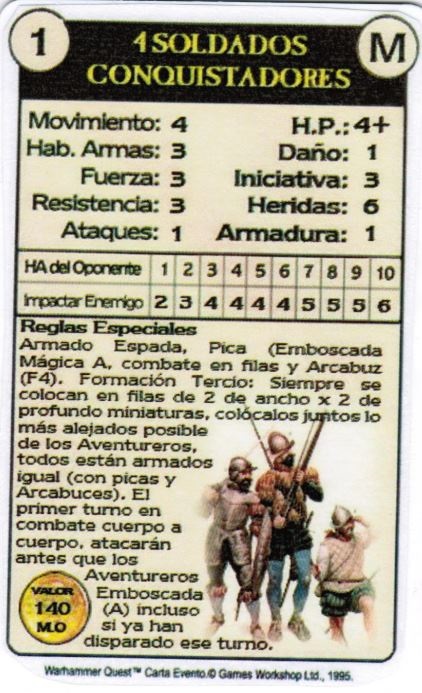 1
4 SOLDADOS
CONQUISTADORES
M
Movimiento: 4 H.P.: 4+
Hab. Armas: 3 Daño: 1
Fuerza: 3 Iniciativa: 3
Resistencia: 3 Heridas: 6
Ataques: 1 Armadura: 1
HA del Oponente 1 2 3 4 5 6 7 8 9 10
Impactar Enemigo 2 3 4 4 4 4 5 5 5 6
Reglas Especiales
Armado Espada, Pica (Emboscada
Mágica A, combate en filas y Arcabuz
(F4). Formación Tercio: Siempre se
colocan en filas de 2 de ancho x 2 de
profundo miniaturas, colócalos juntos lo
más alejados posible
de los Aventureros,
todos están armados
igual (con picas y
Arcabuces). El
primer turno en
combate cuerpo a
cuerpo, atacarán
antes que los
Aventureros
Emboscada
(A) incluso
si ya han
disparado ese turno.
VALOR
140
M.O
Warhammer Quest™ Carta Evento.© Games Workshop Ltd., 1995.